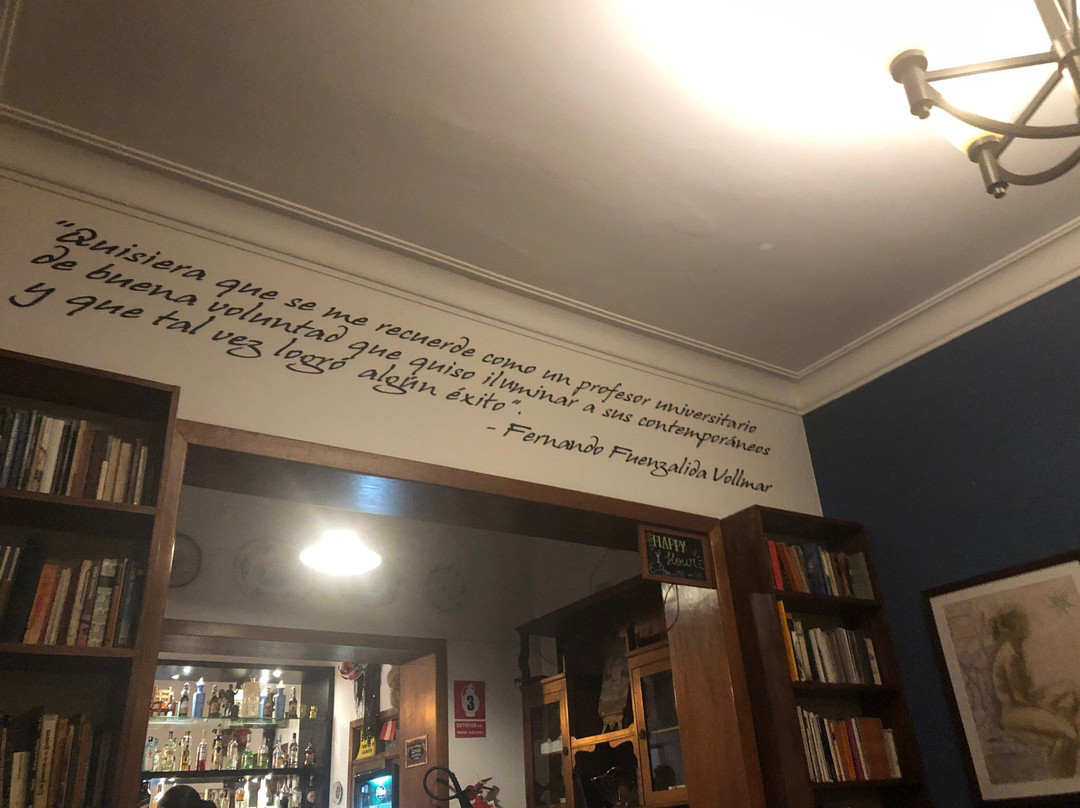 "Quisiera que se me recuerde como un profesor universitario
de buena voluntad que quiso iluminar a sus contemporáneos
y que tal vez logró algún éxito".
- Fernando Fuenzalida Vollmar
HAPPY
Hour
3
EXTINTOR